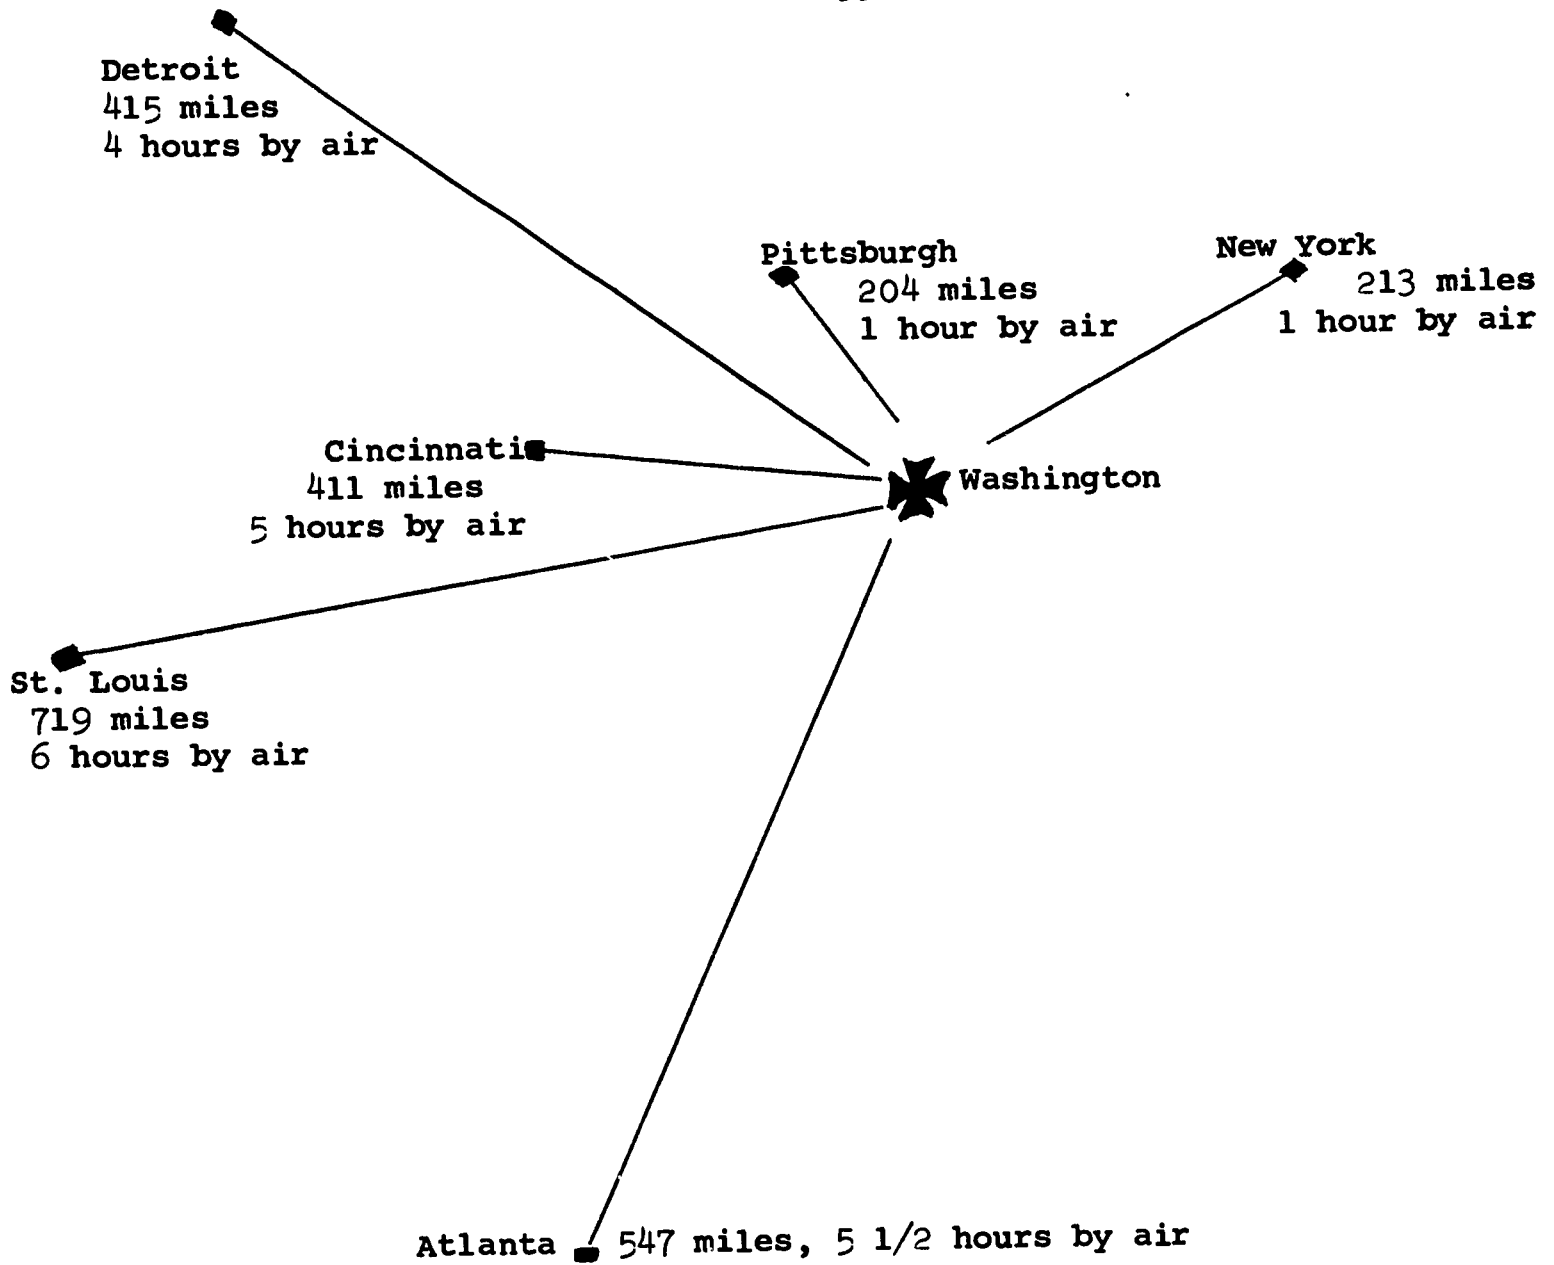 Detroit
415 miles
4 hours by air
Pittsburgh
204 miles
1 hour by air
New York
213 miles
1 hour by air
Cincinnati
411 miles
5 hours by air
Washington
St. Louis
719 miles
6 hours by air
Atlanta 547 miles, 5 1/2 hours by air